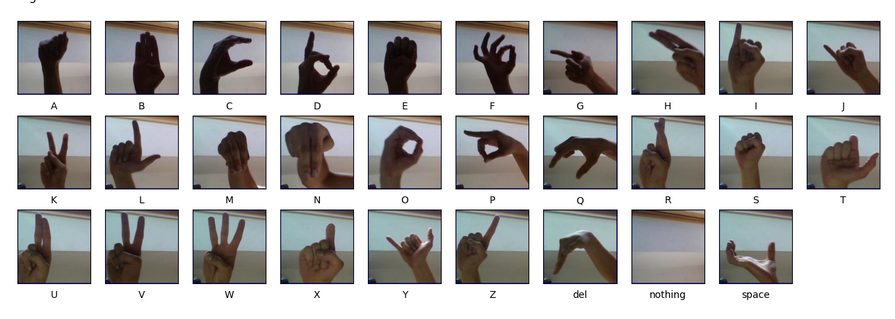 A B C D E F G H I J
K L M N O P Q R S T
U V W X Y Z del nothing space